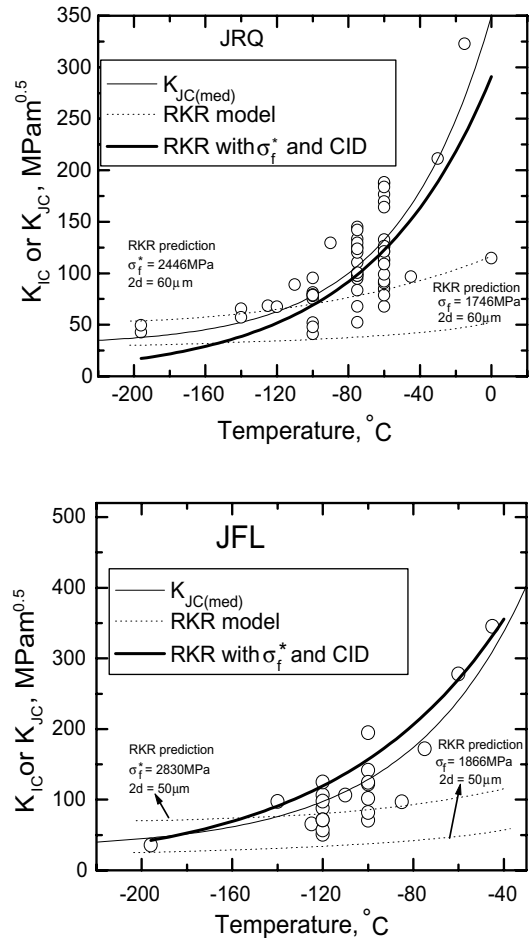 JRQ
K_JC(med)
RKR model
RKR with σ_f^* and CID
RKR prediction
σ_f^* = 2446MPa
2d = 60μm
RKR prediction
σ_f = 1746MPa
2d = 60μm
K_IC or K_JC, MPam^0.5
350
300
250
200
150
100
50
0
-200 -160 -120 -80 -40 0
Temperature, °C
JFL
K_JC(med)
RKR model
RKR with σ_f^* and CID
RKR prediction
σ_f^* = 2830MPa
2d = 50μm
RKR prediction
σ_f = 1866MPa
2d = 50μm
K_IC or K_JC, MPam^0.5
500
400
300
200
100
0
-200 -160 -120 -80 -40
Temperature, °C